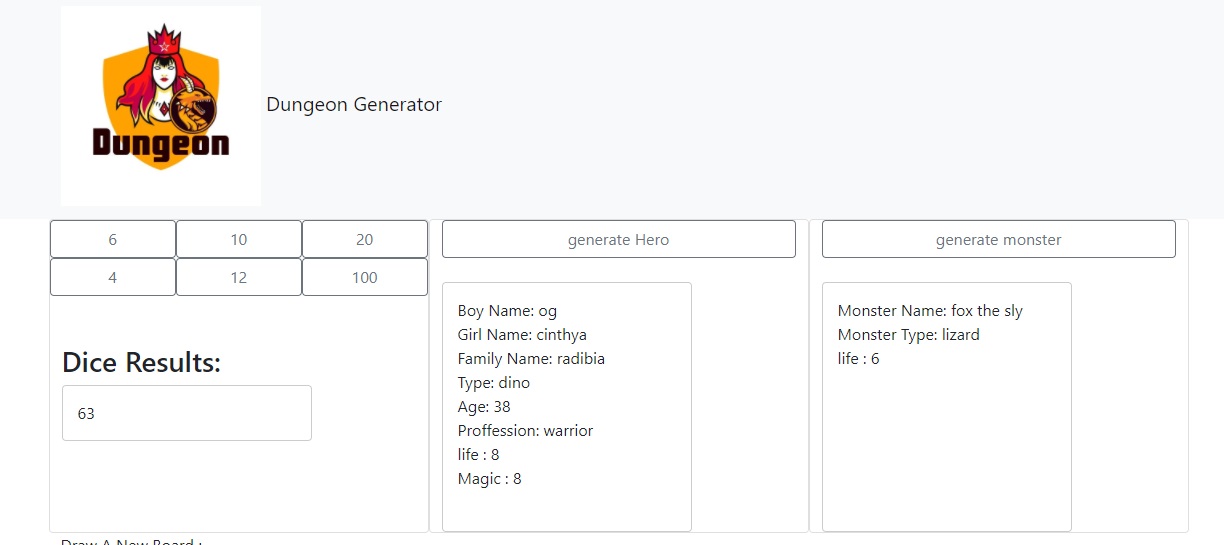 Dungeon
Dungeon Generator
6 10 20
4 12 100
Dice Results:
63
generate Hero
Boy Name: og
Girl Name: cinthya
Family Name: radibia
Type: dino
Age: 38
Proffession: warrior
life : 8
Magic : 8
generate monster
Monster Name: fox the sly
Monster Type: lizard
life : 6
Draw A New Board :